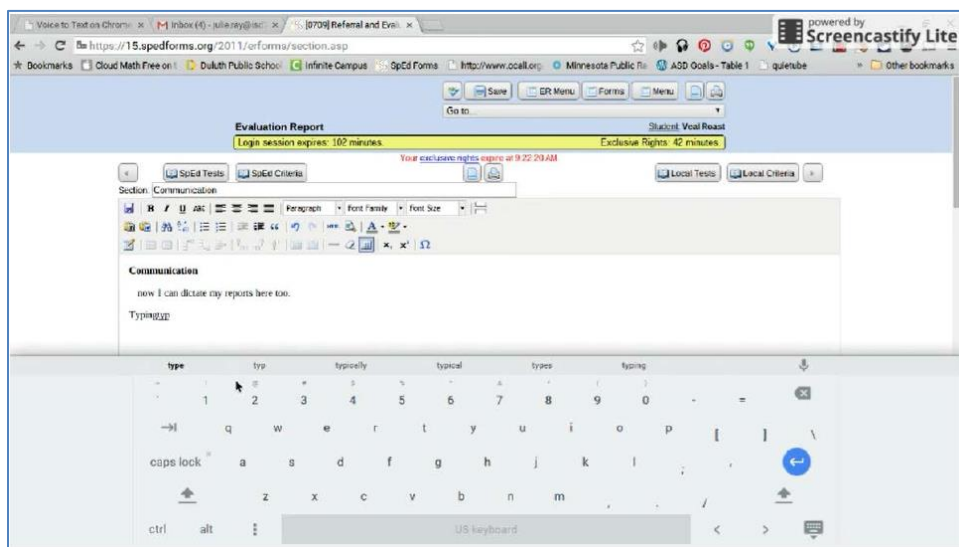 Voice to Text on Chrom × Inbox (4) - julie.ray@isd × [0709] Referral and Eval ×
powered by
Screencastify Lite
https://15.spedforms.org/2011/erforms/section.asp
Bookmarks Cloud Math Free on Duluth Public School Infinite Campus SpEd Forms http://www.ocali.org Minnesota Public Ra ASD Goals - Table 1 quietube » Other bookmarks
Save ER Menu Forms Menu
Go to...
Evaluation Report Student: Veal Roast
Login session expires: 102 minutes. Exclusive Rights: 42 minutes.
Your exclusive rights expire at 9:22:20 AM
< SpEd Tests SpEd Criteria Local Tests Local Criteria >
Section: Communication
B I U ABC Paragraph Font Family Font Size
HTML A
x, x² Ω
Communication
now I can dictate my reports here too.
Typingtyp
type typ typically typical types typing
1 2 3 4 5 6 7 8 9 0 - =
q w e r t y u i o p [ ] \
caps lock a s d f g h j k l ; '
z x c v b n m , . /
ctrl alt US keyboard < >